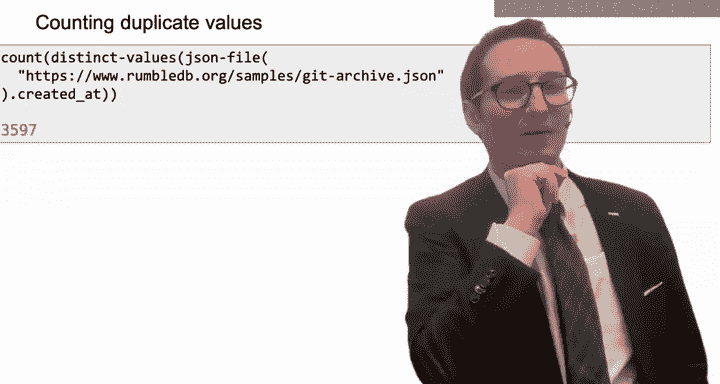 Counting duplicate values
count(distinct-values(json-file(
"https://www.rumbledb.org/samples/git-archive.json"
).created_at))
3597